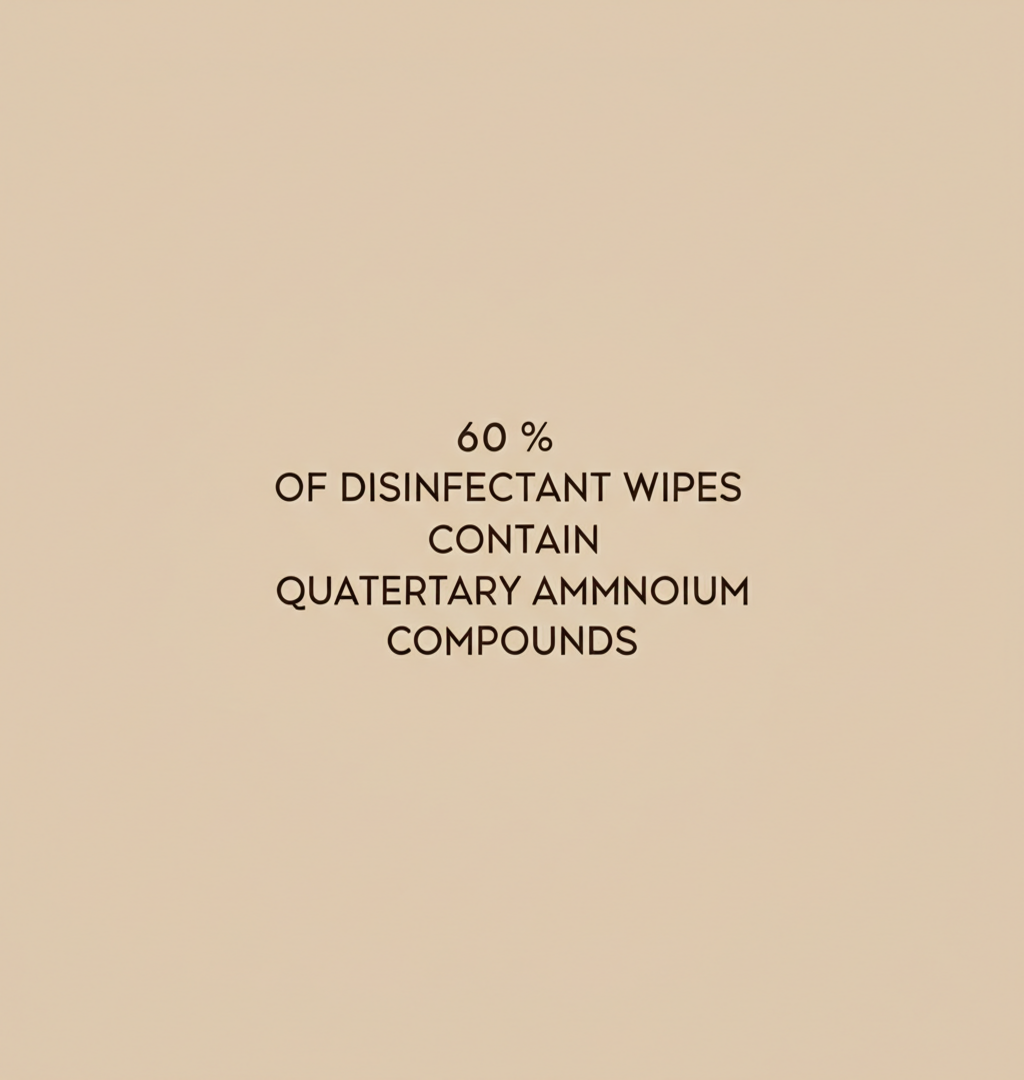 60 %
OF DISINFECTANT WIPES
CONTAIN
QUATERTARY AMMNOIUM
COMPOUNDS